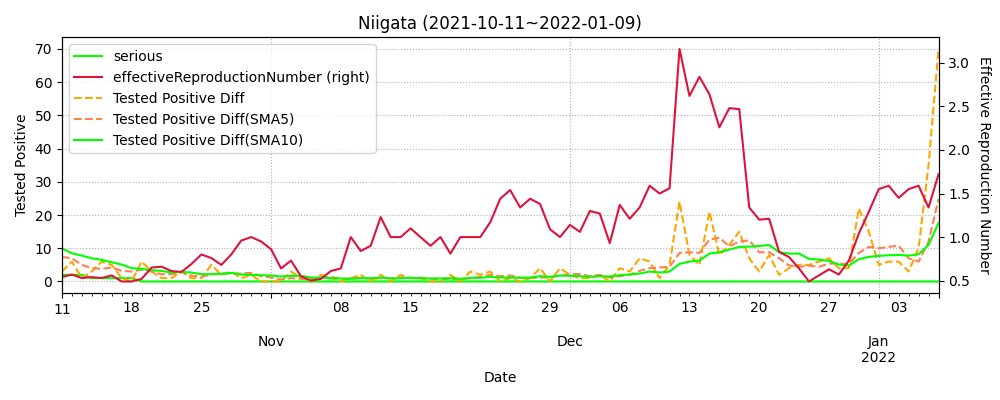 Niigata (2021-10-11~2022-01-09)
serious
effectiveReproductionNumber (right)
Tested Positive Diff
Tested Positive Diff(SMA5)
Tested Positive Diff(SMA10)
Tested Positive
70
60
50
40
30
20
10
0
Effective Reproduction Number
3.0
2.5
2.0
1.5
1.0
0.5
11 18 25 08 15 22 29 06 13 20 27 03
Nov Dec Jan
2022
Date